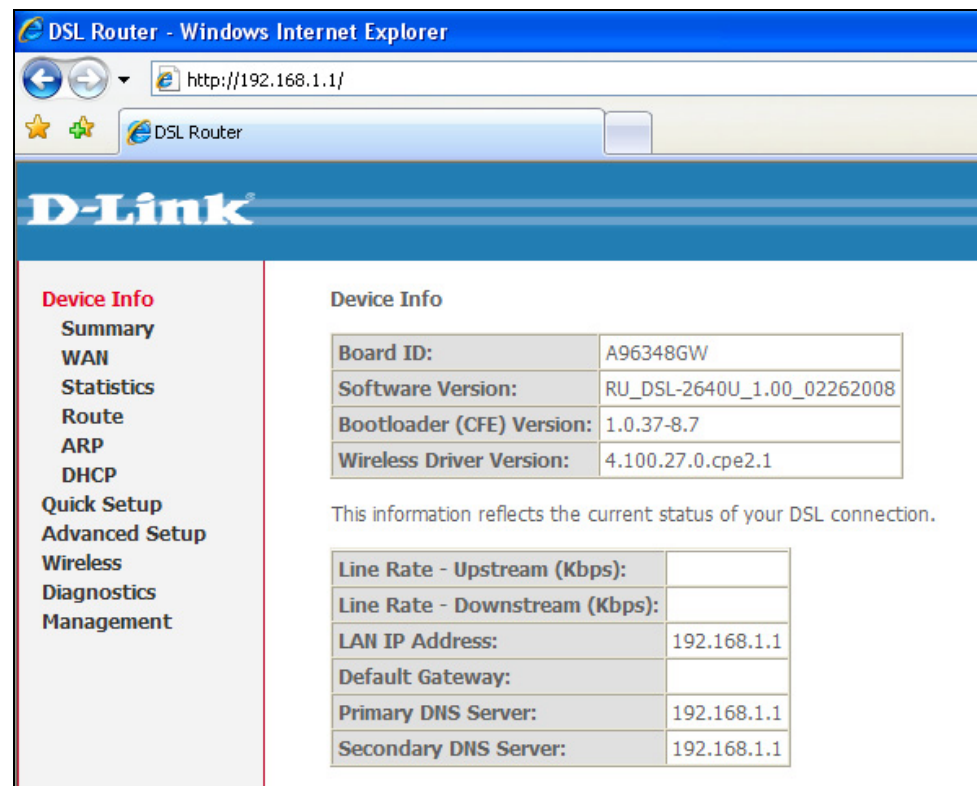 DSL Router - Windows Internet Explorer
http://192.168.1.1/
DSL Router
D-Link®
Device Info
Summary
WAN
Statistics
Route
ARP
DHCP
Quick Setup
Advanced Setup
Wireless
Diagnostics
Management
Device Info
Board ID: A96348GW
Software Version: RU_DSL-2640U_1.00_02262008
Bootloader (CFE) Version: 1.0.37-8.7
Wireless Driver Version: 4.100.27.0.cpe2.1
This information reflects the current status of your DSL connection.
Line Rate - Upstream (Kbps):
Line Rate - Downstream (Kbps):
LAN IP Address: 192.168.1.1
Default Gateway:
Primary DNS Server: 192.168.1.1
Secondary DNS Server: 192.168.1.1